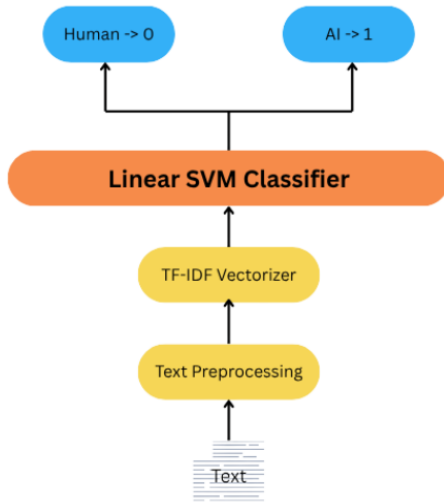 Human -> 0
AI -> 1
Linear SVM Classifier
TF-IDF Vectorizer
Text Preprocessing
Text